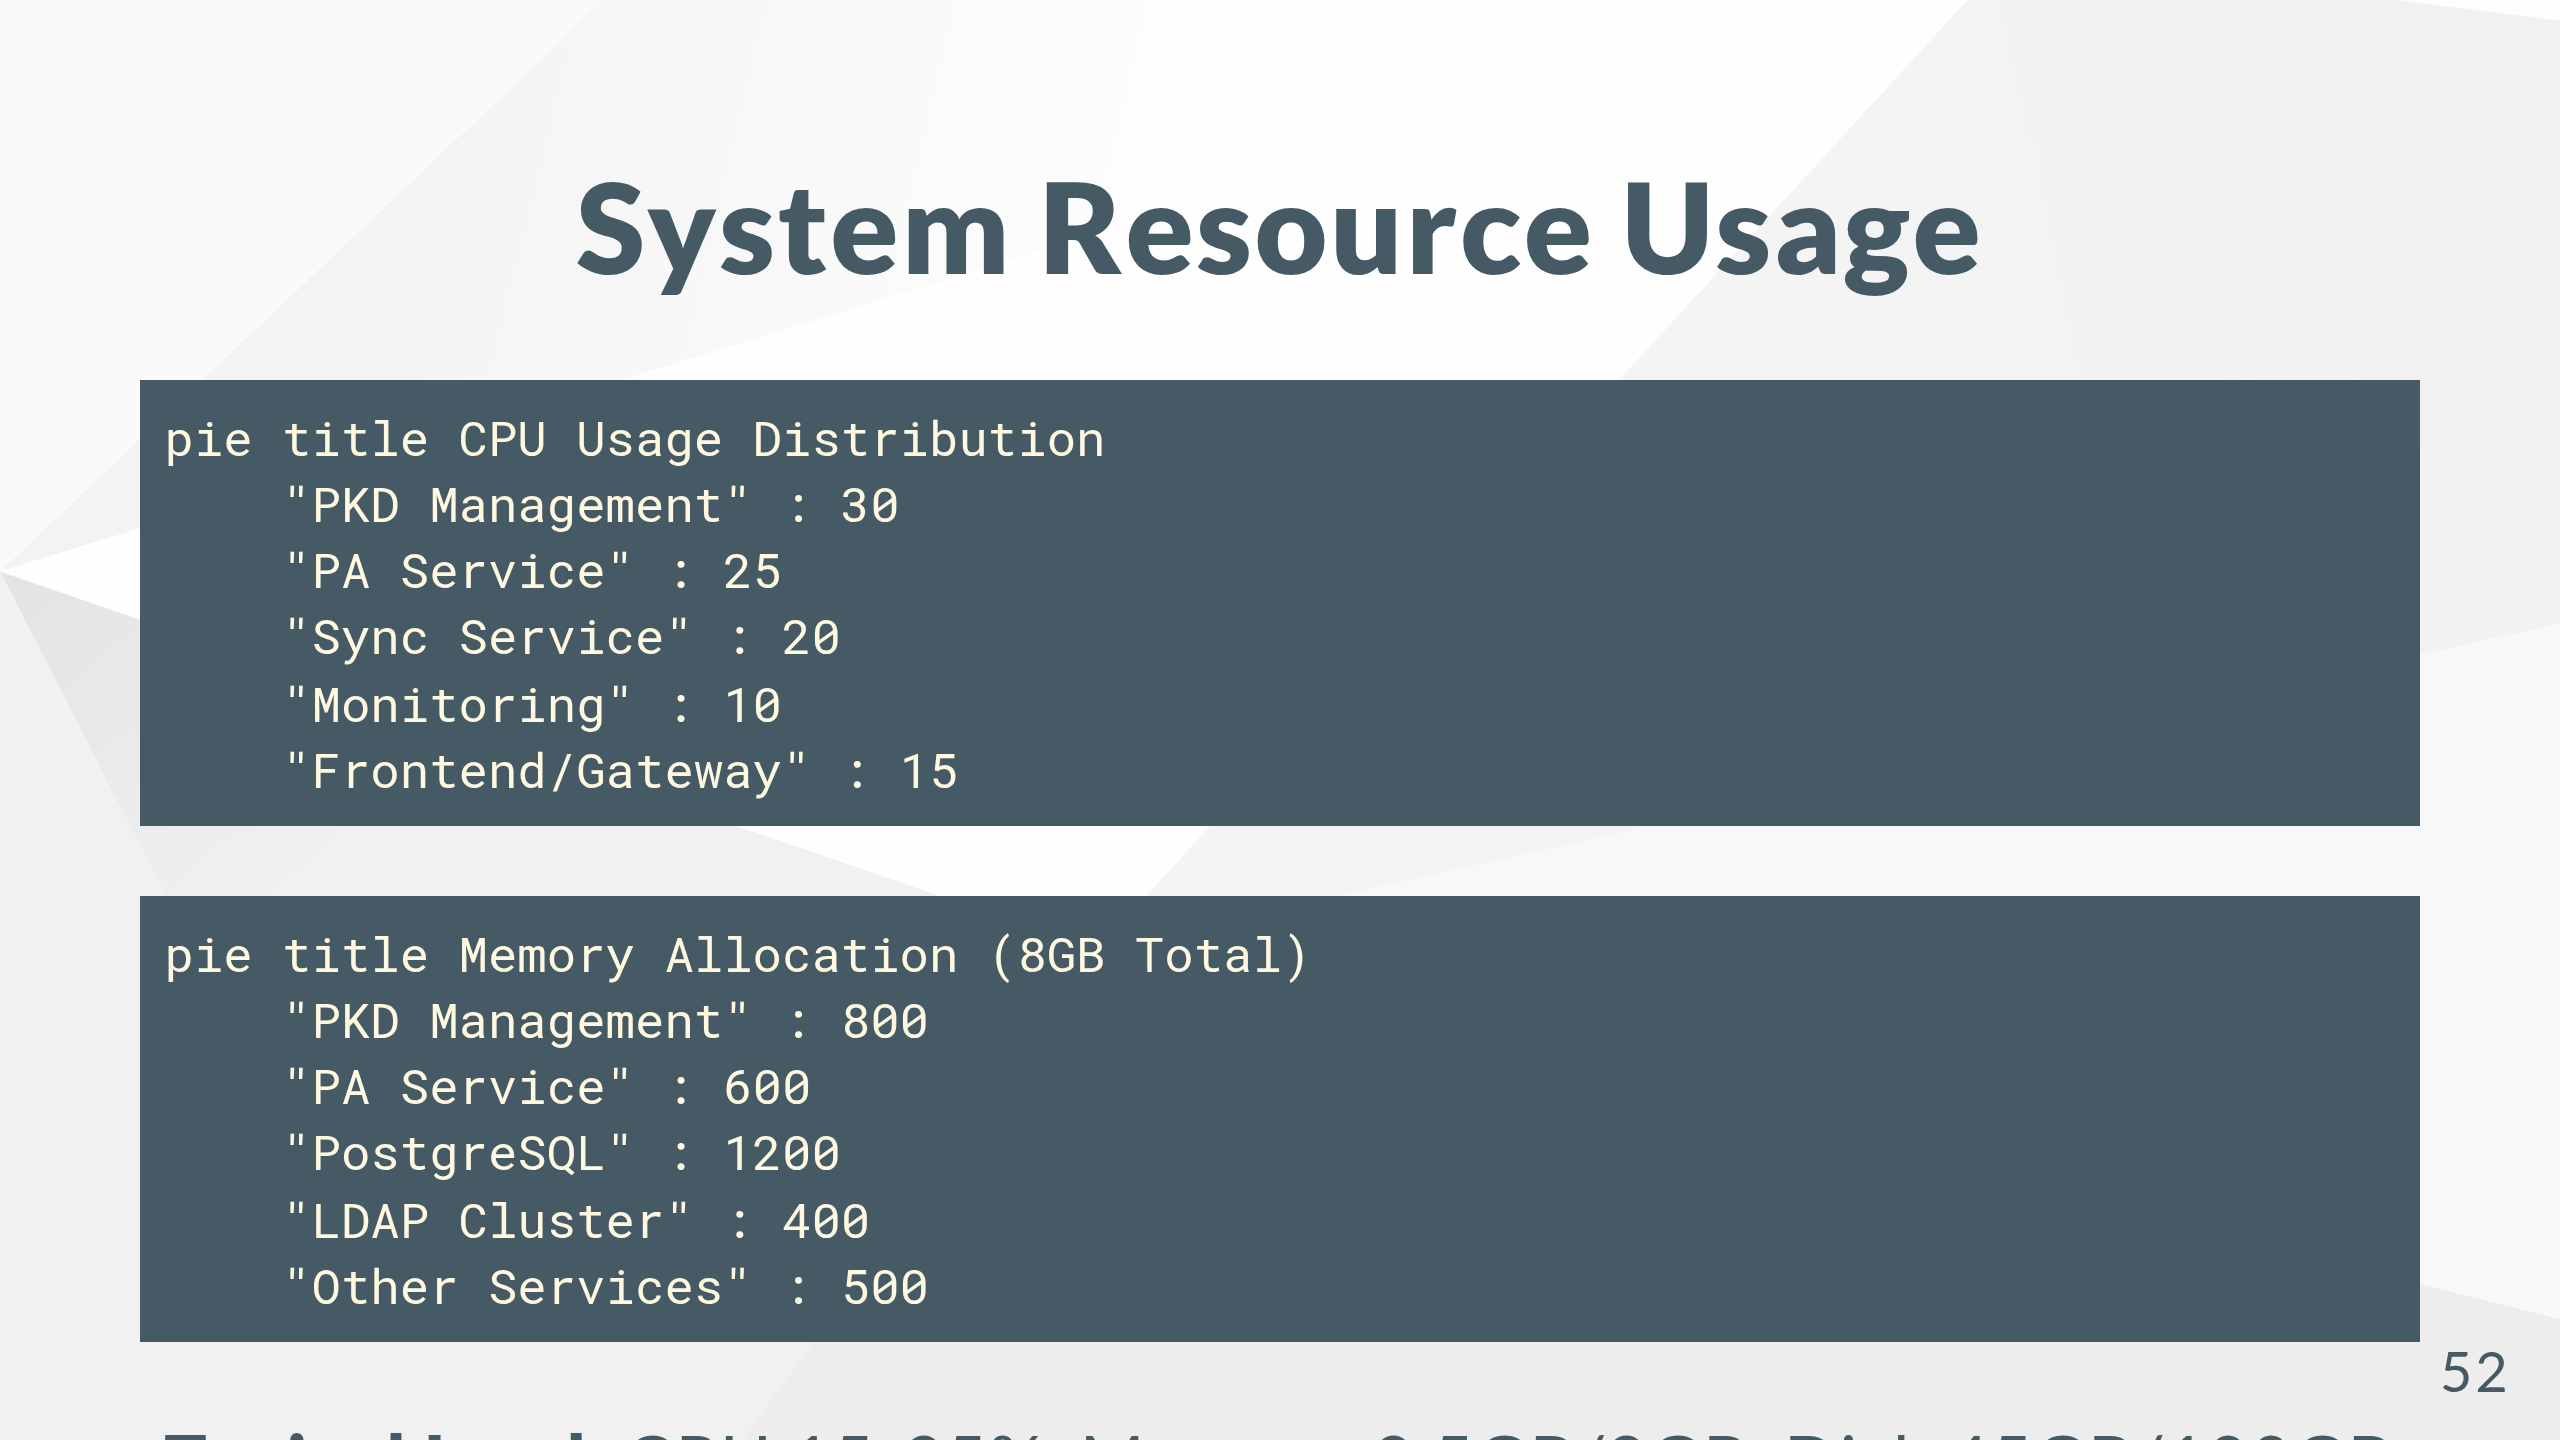 System Resource Usage
pie title CPU Usage Distribution
"PKD Management" : 30
"PA Service" : 25
"Sync Service" : 20
"Monitoring" : 10
"Frontend/Gateway" : 15
pie title Memory Allocation (8GB Total)
"PKD Management" : 800
"PA Service" : 600
"PostgreSQL" : 1200
"LDAP Cluster" : 400
"Other Services" : 500
52